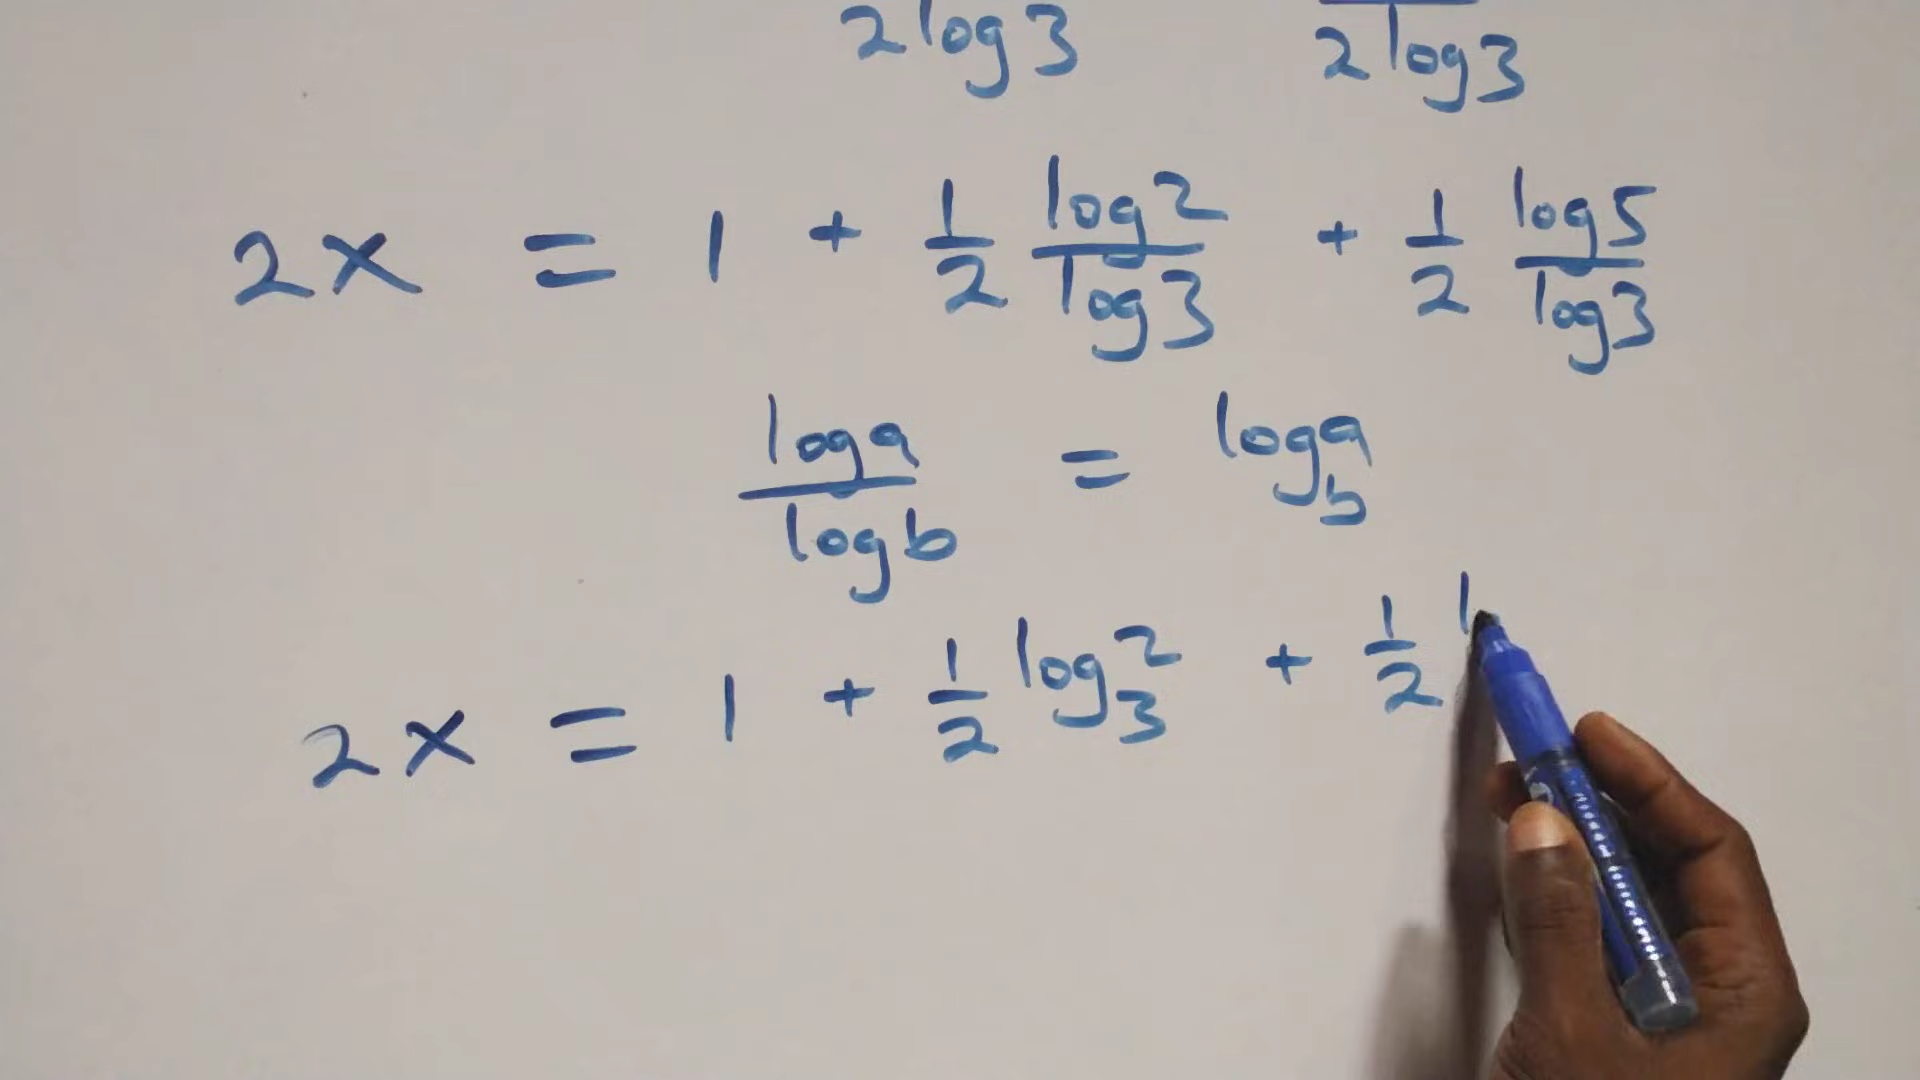 2log3 2log3
2x = 1 + 1/2 log2/log3 + 1/2 log5/log3
loga/logb = log_b a
2x = 1 + 1/2 log_3 2 + 1/2 l